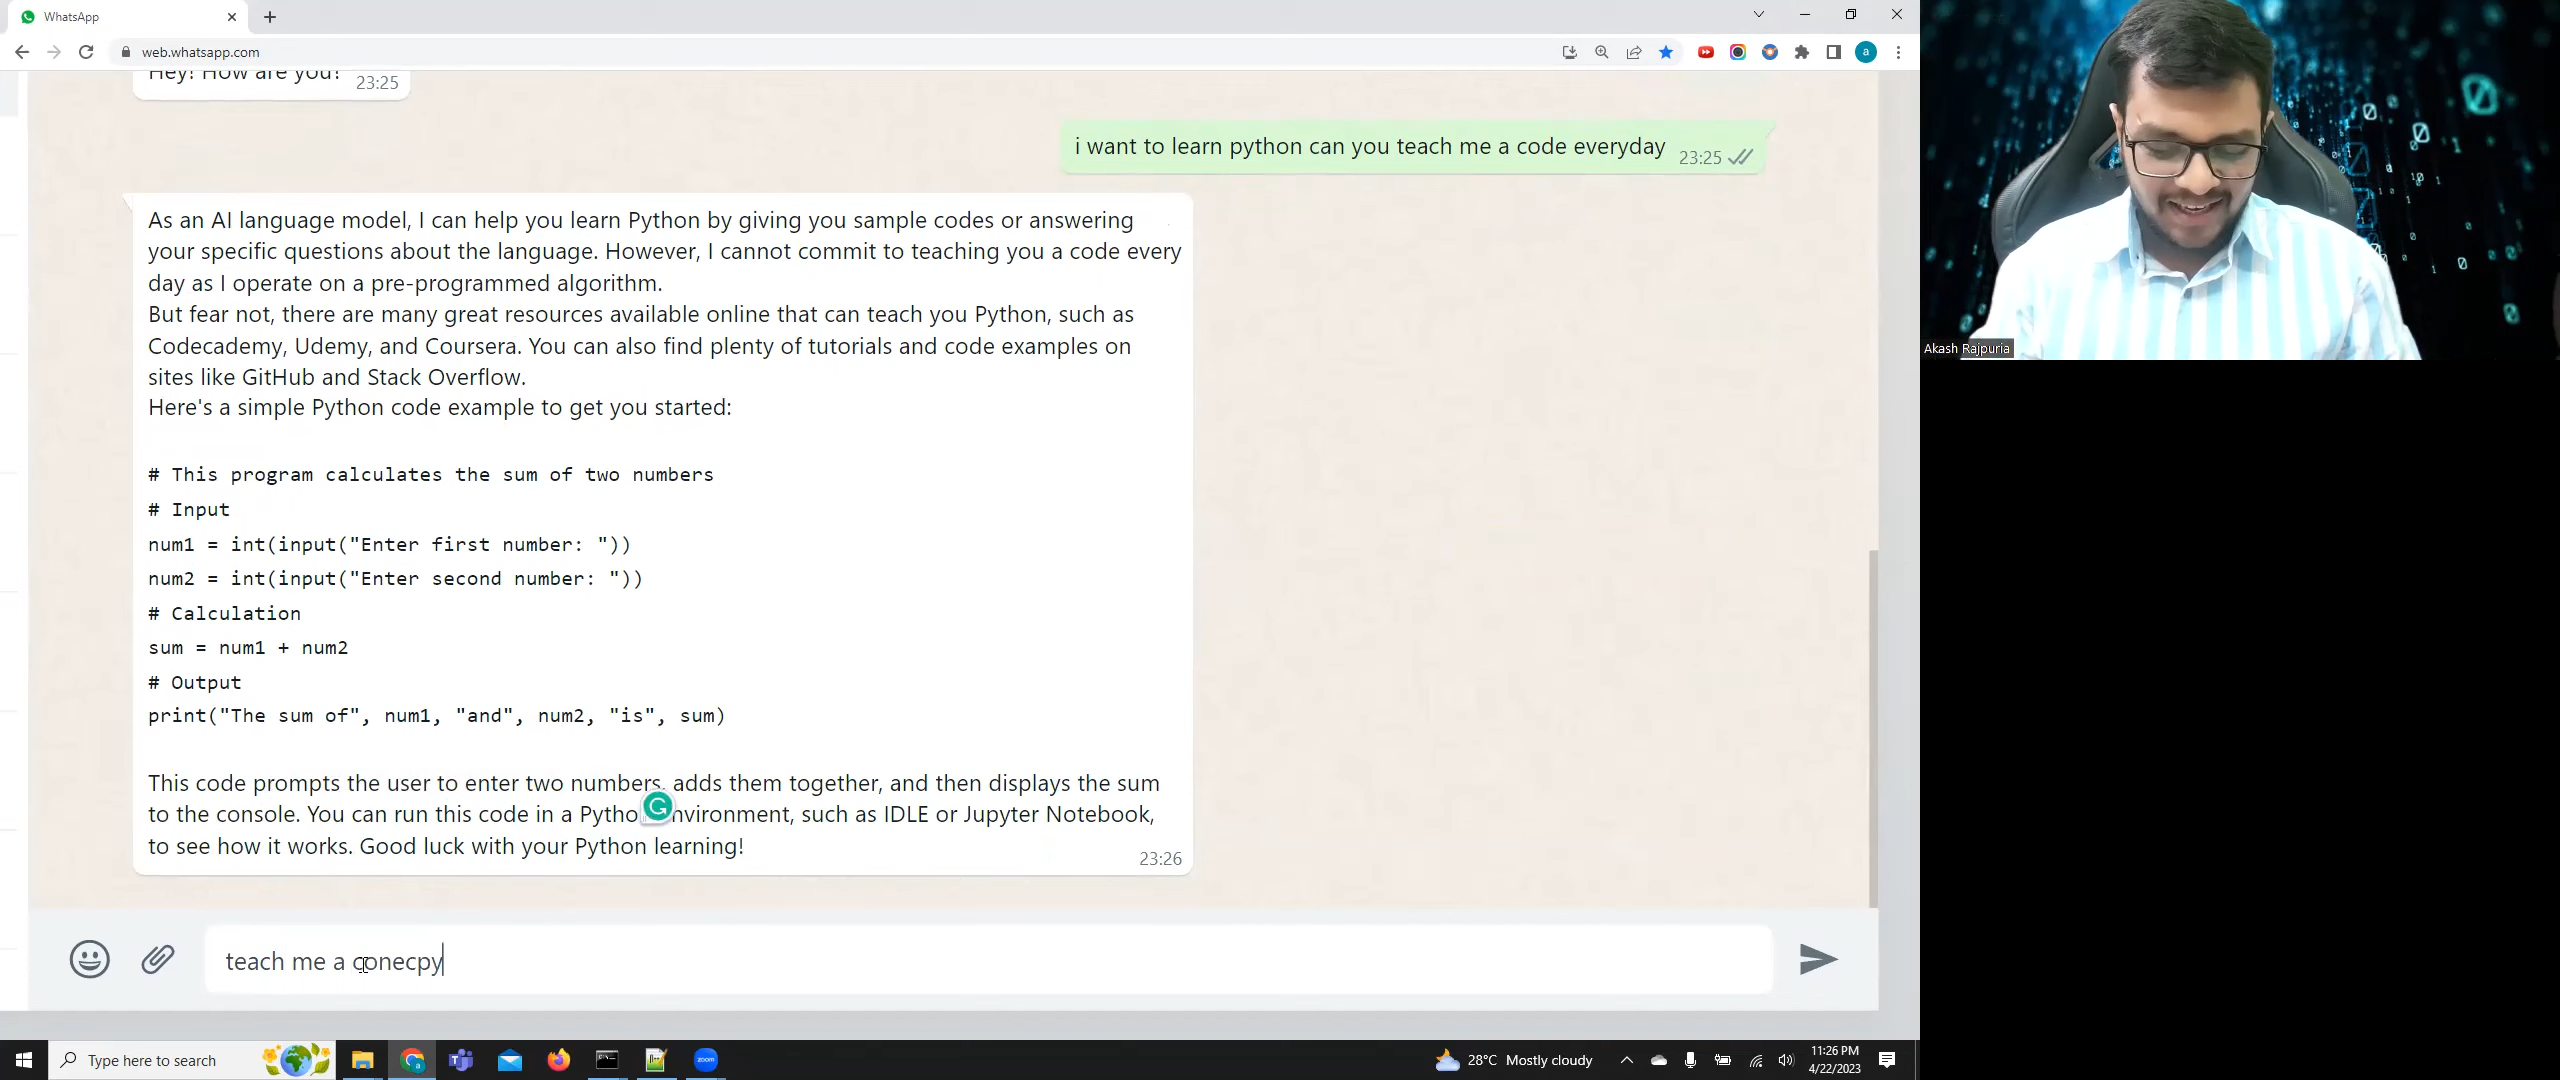 WhatsApp
web.whatsapp.com
a
Hey! How are you?
23:25
i want to learn python can you teach me a code everyday
23:25
As an AI language model, I can help you learn Python by giving you sample codes or answering
your specific questions about the language. However, I cannot commit to teaching you a code every
day as I operate on a pre-programmed algorithm.
But fear not, there are many great resources available online that can teach you Python, such as
Codecademy, Udemy, and Coursera. You can also find plenty of tutorials and code examples on
sites like GitHub and Stack Overflow.
Here's a simple Python code example to get you started:
# This program calculates the sum of two numbers
# Input
num1 = int(input("Enter first number: "))
num2 = int(input("Enter second number: "))
# Calculation
sum = num1 + num2
# Output
print("The sum of", num1, "and", num2, "is", sum)
This code prompts the user to enter two numbers, adds them together, and then displays the sum
to the console. You can run this code in a Python environment, such as IDLE or Jupyter Notebook,
to see how it works. Good luck with your Python learning!
23:26
teach me a conecpy
Akash Rajpuria
Type here to search
zoom
28°C Mostly cloudy
11:26 PM
4/22/2023